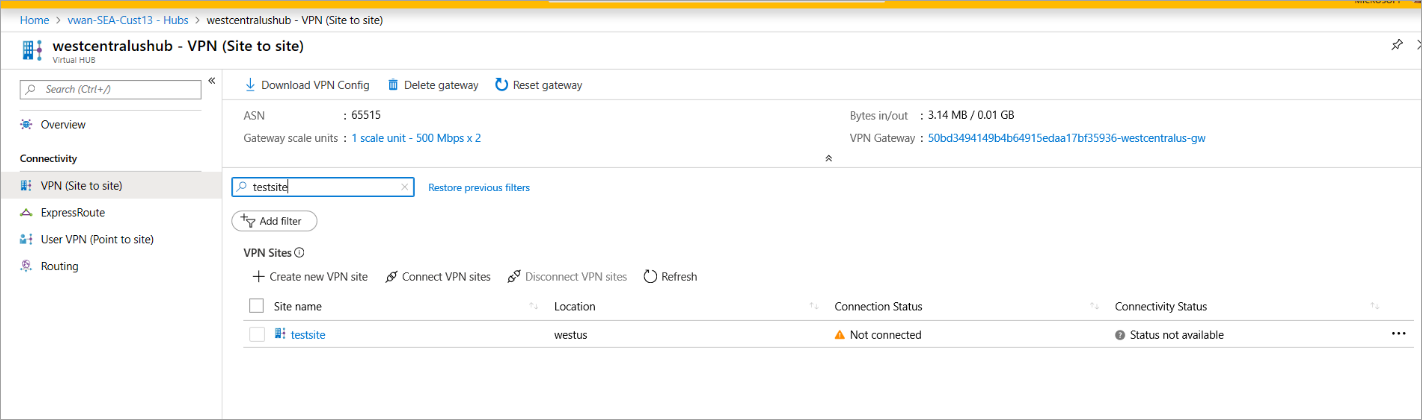 Home > vwan-SEA-Cust13 - Hubs > westcentralushub - VPN (Site to site)
westcentralushub - VPN (Site to site)
Virtual HUB
Search (Ctrl+/)
Overview
Connectivity
VPN (Site to site)
ExpressRoute
User VPN (Point to site)
Routing
Download VPN Config Delete gateway Reset gateway
ASN : 65515 Bytes in/out : 3.14 MB / 0.01 GB
Gateway scale units : 1 scale unit - 500 Mbps x 2 VPN Gateway : 50bd3494149b4b64915edaa17bf35936-westcentralus-gw
testsite Restore previous filters
Add filter
VPN Sites
Create new VPN site Connect VPN sites Disconnect VPN sites Refresh
Site name Location Connection Status Connectivity Status
testsite westus Not connected Status not available